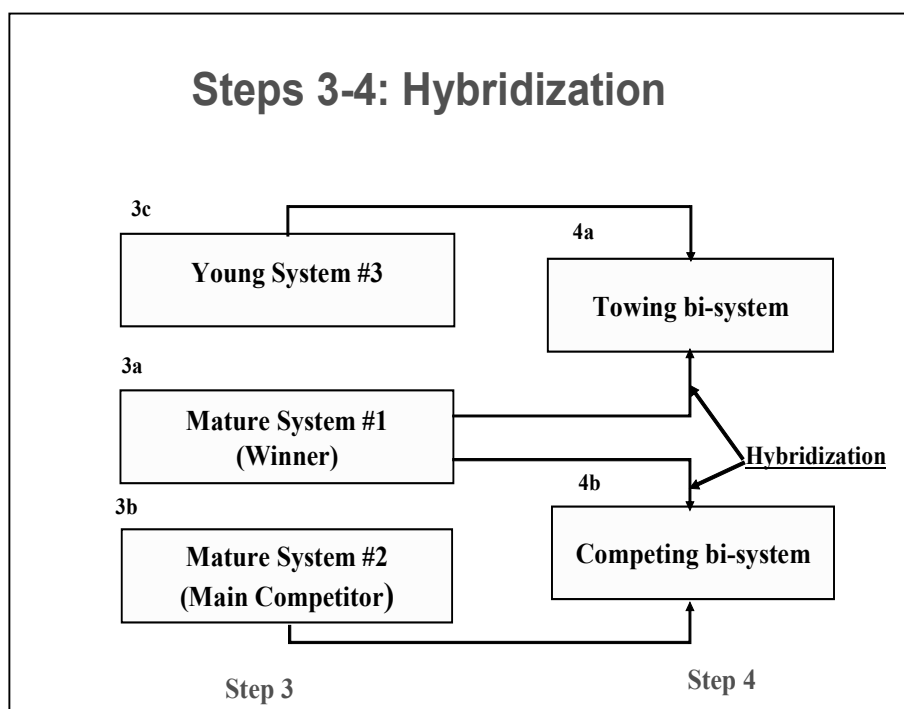 Steps 3-4: Hybridization
3c
Young System #3
4a
Towing bi-system
3a
Mature System #1
(Winner)
Hybridization
4b
Competing bi-system
3b
Mature System #2
(Main Competitor)
Step 3
Step 4